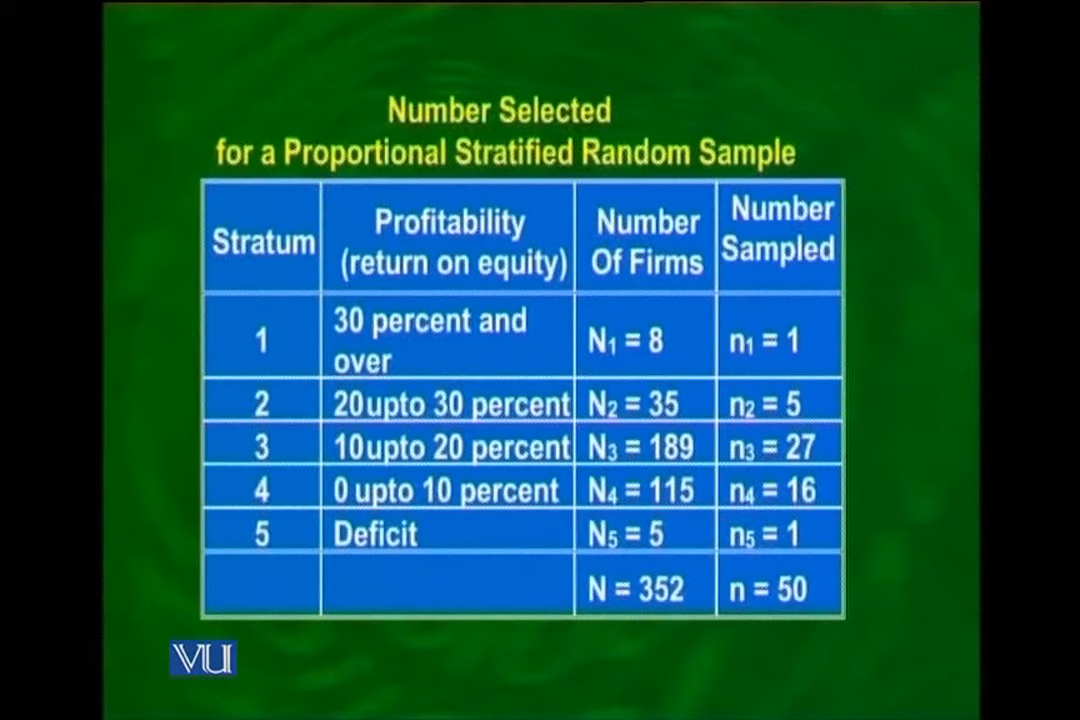 Number Selected
for a Proportional Stratified Random Sample
Stratum Profitability (return on equity) Number Of Firms Number Sampled
1 30 percent and over N₁ = 8 n₁ = 1
2 20upto 30 percent N₂ = 35 n₂ = 5
3 10upto 20 percent N₃ = 189 n₃ = 27
4 0 upto 10 percent N₄ = 115 n₄ = 16
5 Deficit N₅ = 5 n₅ = 1
N = 352 n = 50
VU